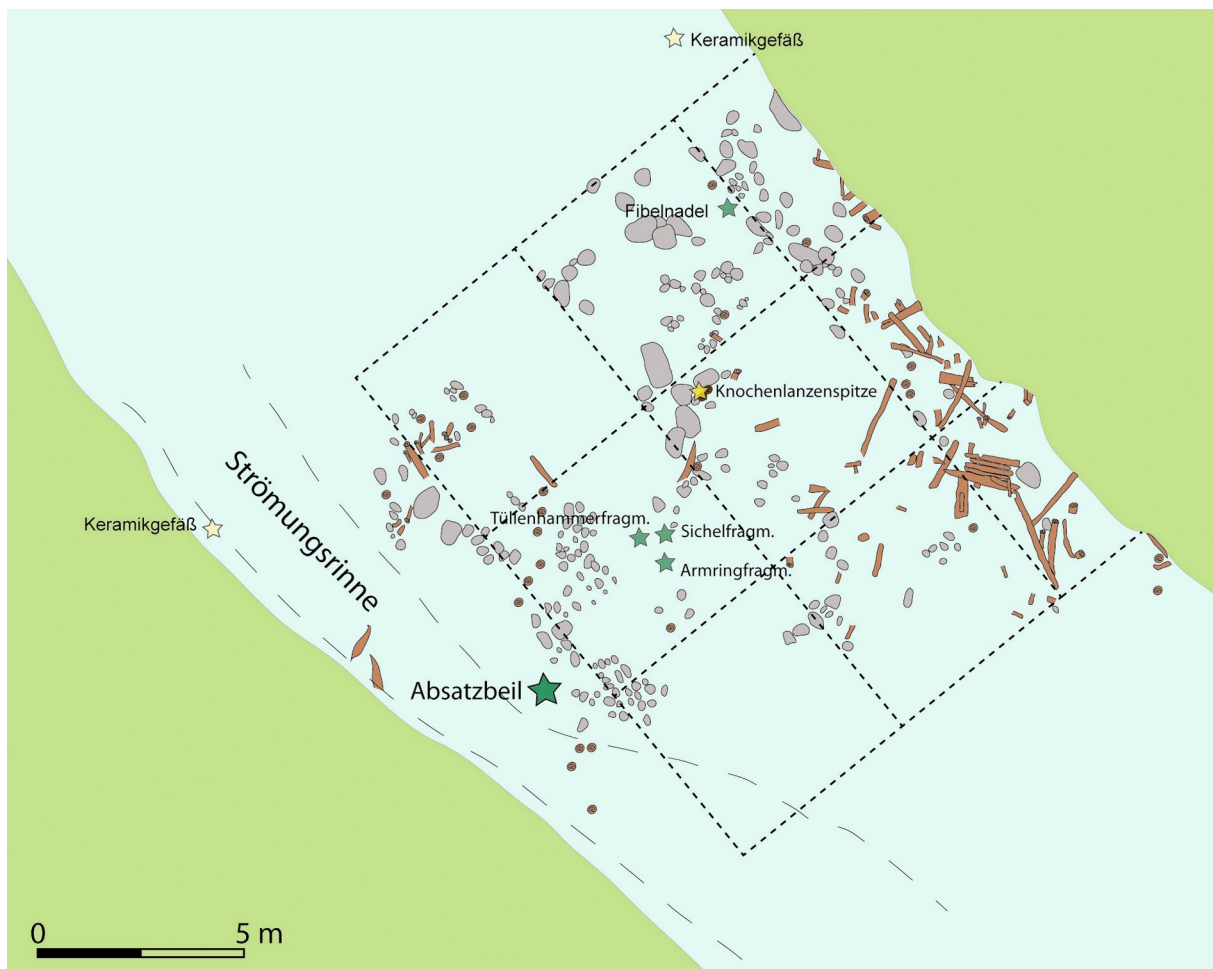 Keramikgefäß
Fibelnadel
Knochenlanzenspitze
Strömungsrinne
Keramikgefäß
Tüllenhammerfragm.
Sichelfragm.
Armringfragm.
Absatzbeil
0 5 m